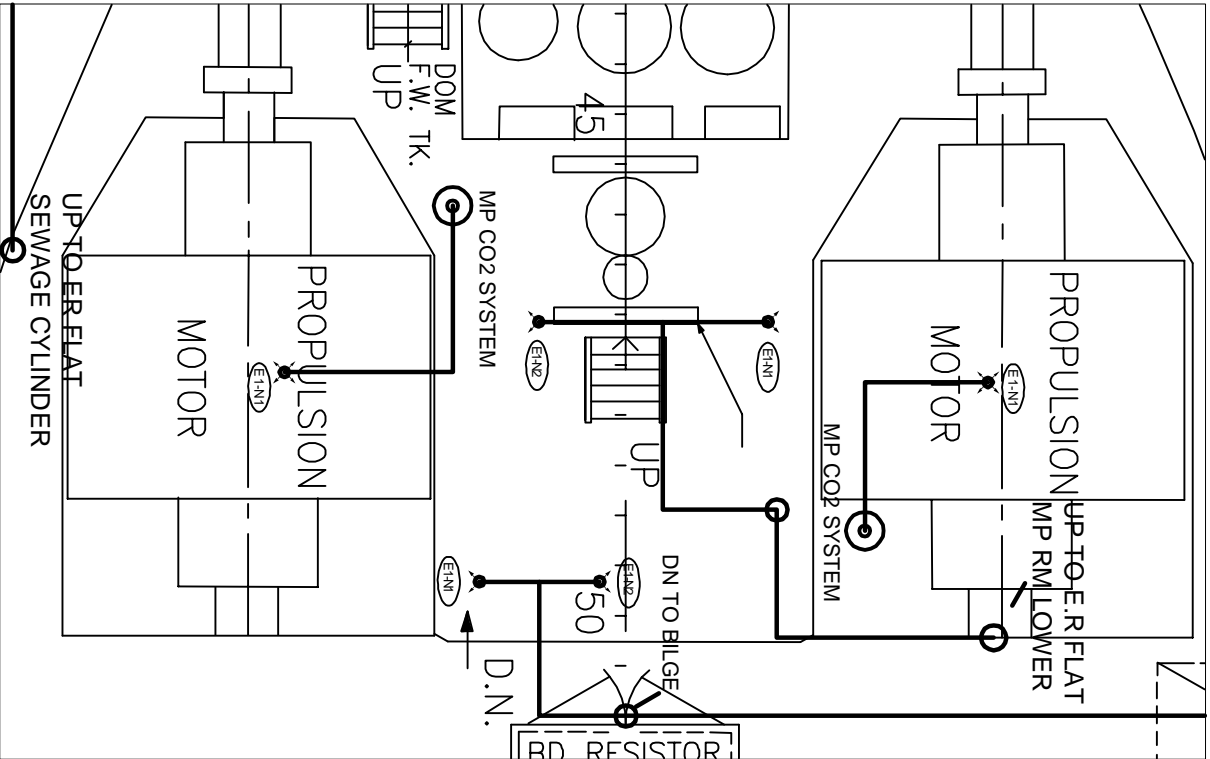 DOM
F.W. TK.
UP
45
MP CO2 SYSTEM
UP TO ER FLAT
SEWAGE CYLINDER
PROPULSION
MOTOR
E1-N1
E1-N2
E1-N1
PROPULSION
MOTOR
E1-N1
UP
MP CO2 SYSTEM
UP TO E.R FLAT
MP RM LOWER
E1-N1
E1-N2
50
DN TO BILGE
D.N.
BD. RESISTOR